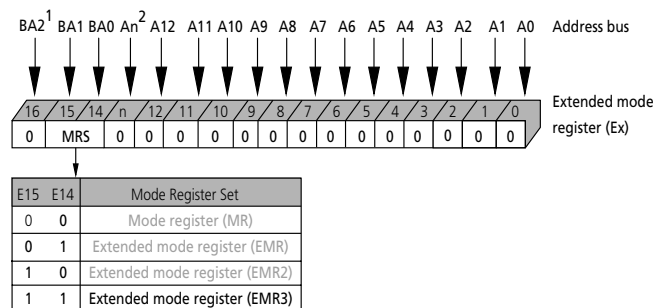 BA2¹ BA1 BA0 An² A12 A11 A10 A9 A8 A7 A6 A5 A4 A3 A2 A1 A0 Address bus
16 15 14 n 12 11 10 9 8 7 6 5 4 3 2 1 0 Extended mode
register (Ex)
0 MRS 0 0 0 0 0 0 0 0 0 0 0 0 0 0
E15 E14 Mode Register Set
0 0 Mode register (MR)
0 1 Extended mode register (EMR)
1 0 Extended mode register (EMR2)
1 1 Extended mode register (EMR3)